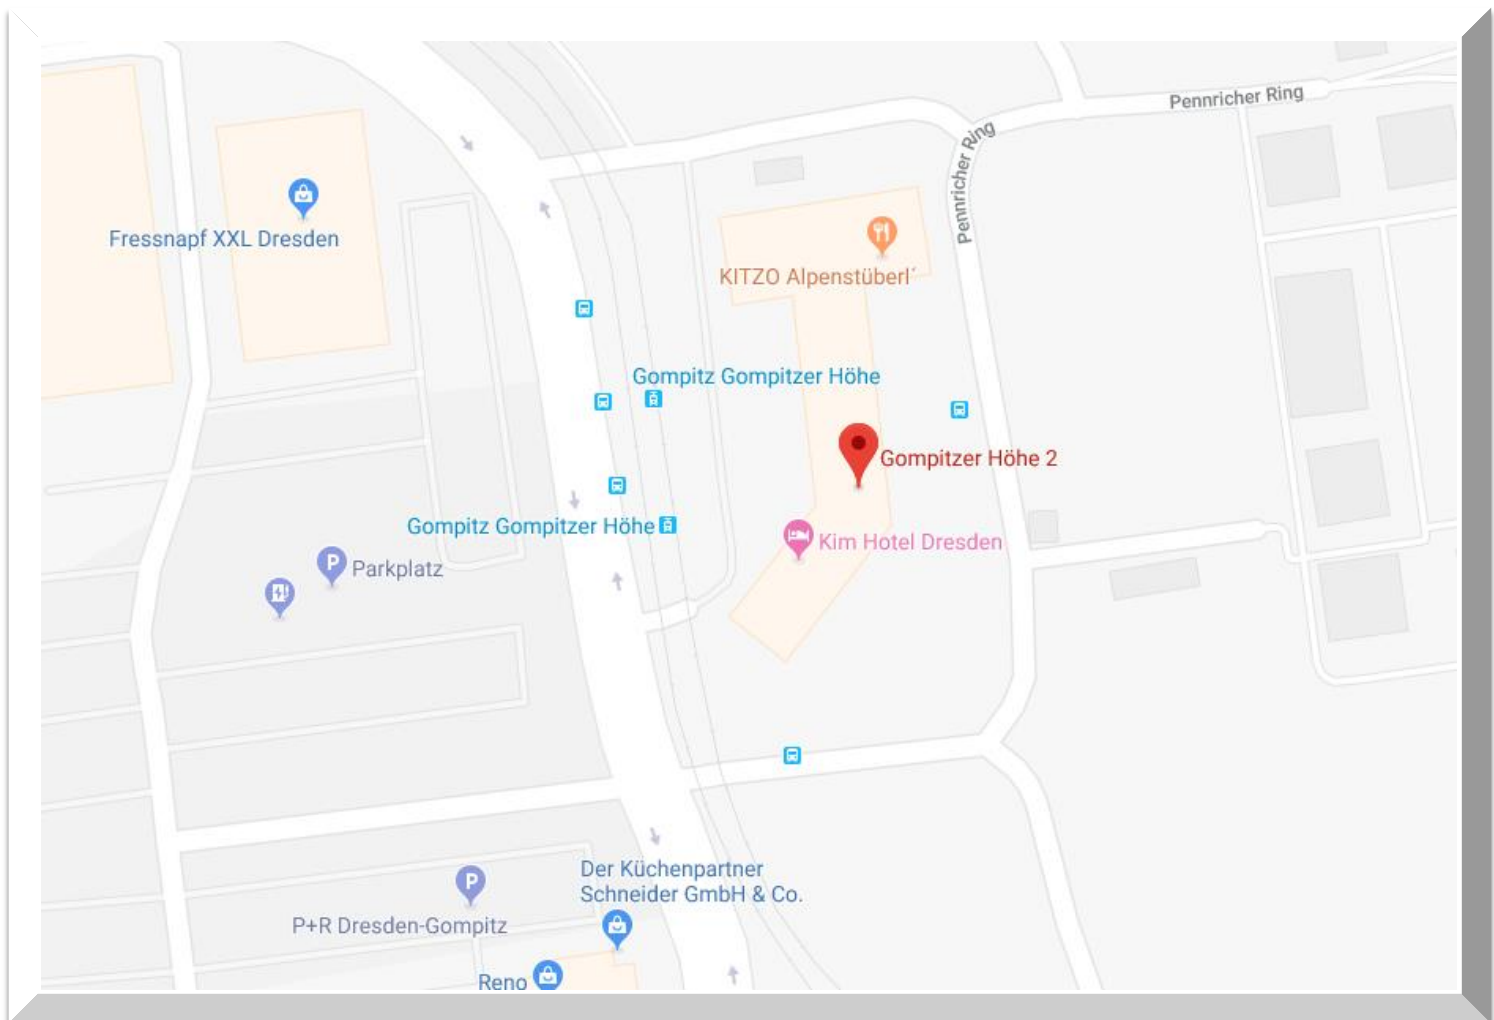 Pennricher Ring
Pennricher Ring
Fressnapf XXL Dresden
KITZO Alpenstüberl´
Gompitz Gompitzer Höhe
Gompitzer Höhe 2
Gompitz Gompitzer Höhe
Kim Hotel Dresden
P
Parkplatz
Der Küchenpartner
Schneider GmbH & Co.
P
P+R Dresden-Gompitz
Reno